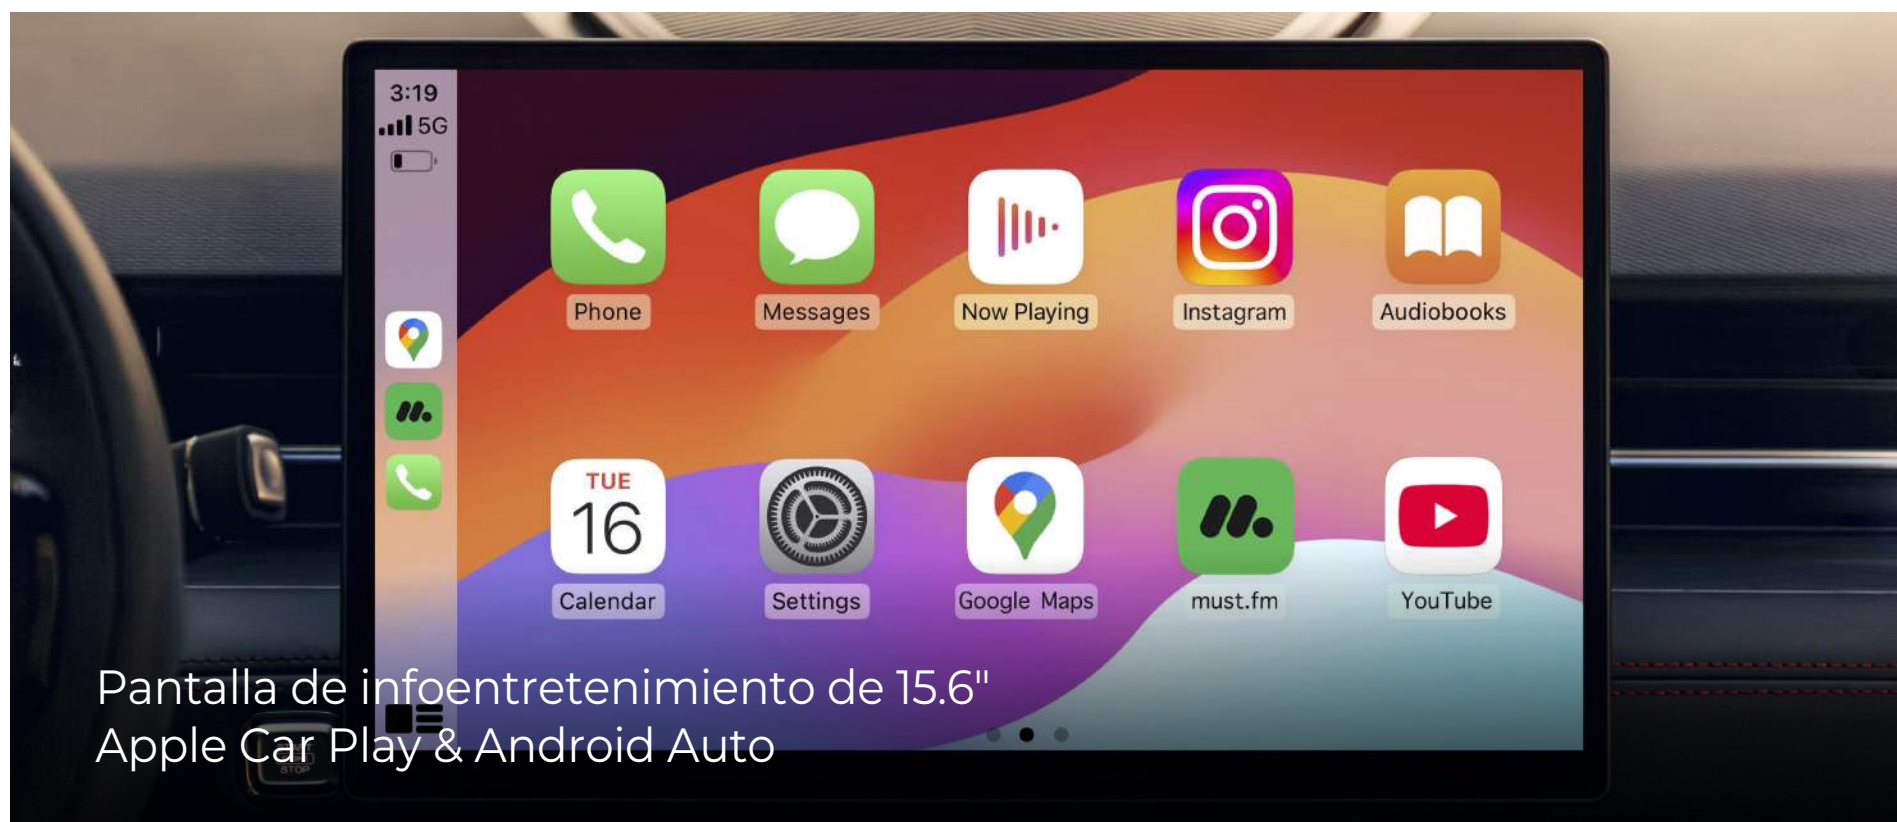 3:19
5G
Phone
Messages
Now Playing
Instagram
Audiobooks
TUE
16
Calendar
Settings
Google Maps
must.fm
YouTube
Pantalla de infoentretenimiento de 15.6"
Apple Car Play & Android Auto
STOP